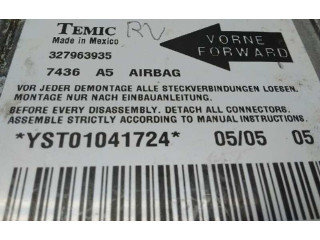 TEMIC RV
Made in Mexico
VORNE
FORWARD
327963935
7436 A5 AIRBAG
VOR JEDER DEMONTAGE ALLE STECKVERBINDUNGEN LOESEN.
MONTAGE NUR NACH EINBAUANLEITUNG.
BEFORE EVERY DISASSEMBLY, DETACH ALL CONNECTORS.
ASSEMBLE STRICTLY ACCORDING TO MANUAL INSTRUCTIONS.
*YST01041724* 05/05 05